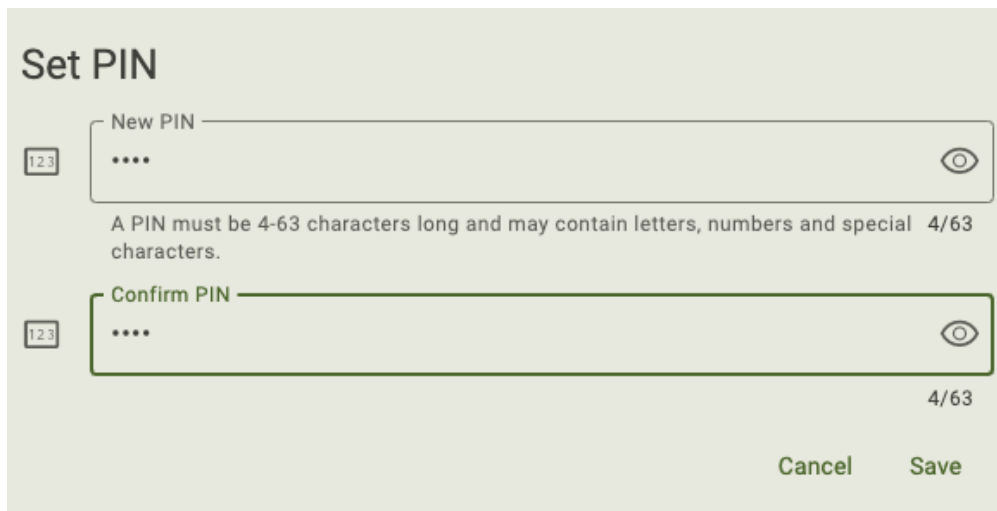 Set PIN
New PIN
123
••••
A PIN must be 4-63 characters long and may contain letters, numbers and special 4/63
characters.
Confirm PIN
123
••••
4/63
Cancel Save